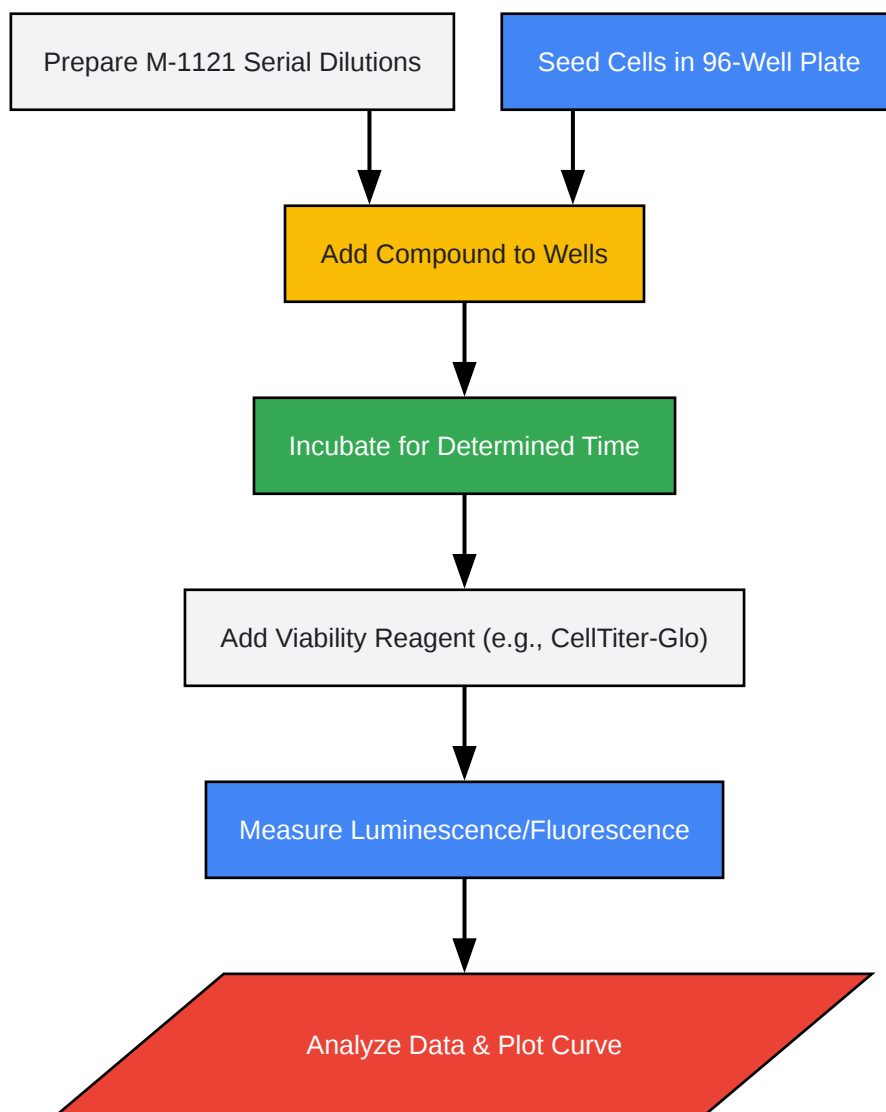 Prepare M-1121 Serial Dilutions
Seed Cells in 96-Well Plate
Add Compound to Wells
Incubate for Determined Time
Add Viability Reagent (e.g., CellTiter-Glo)
Measure Luminescence/Fluorescence
Analyze Data & Plot Curve